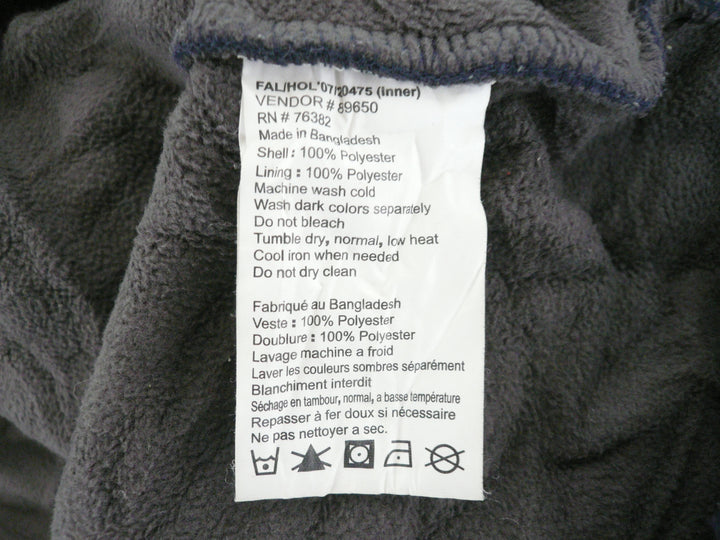 FAL/HOL'07/20475 (Inner)
VENDOR # 89650
RN # 76382
Made in Bangladesh
Shell : 100% Polyester
Lining : 100% Polyester
Machine wash cold
Wash dark colors separately
Do not bleach
Tumble dry, normal, low heat
Cool iron when needed
Do not dry clean
Fabriqué au Bangladesh
Veste : 100% Polyester
Doublure : 100% Polyester
Lavage machine a froid
Laver les couleurs sombres séparément
Blanchiment interdit
Séchage en tambour, normal, a basse température
Repasser à fer doux si nécessaire
Ne pas nettoyer a sec.